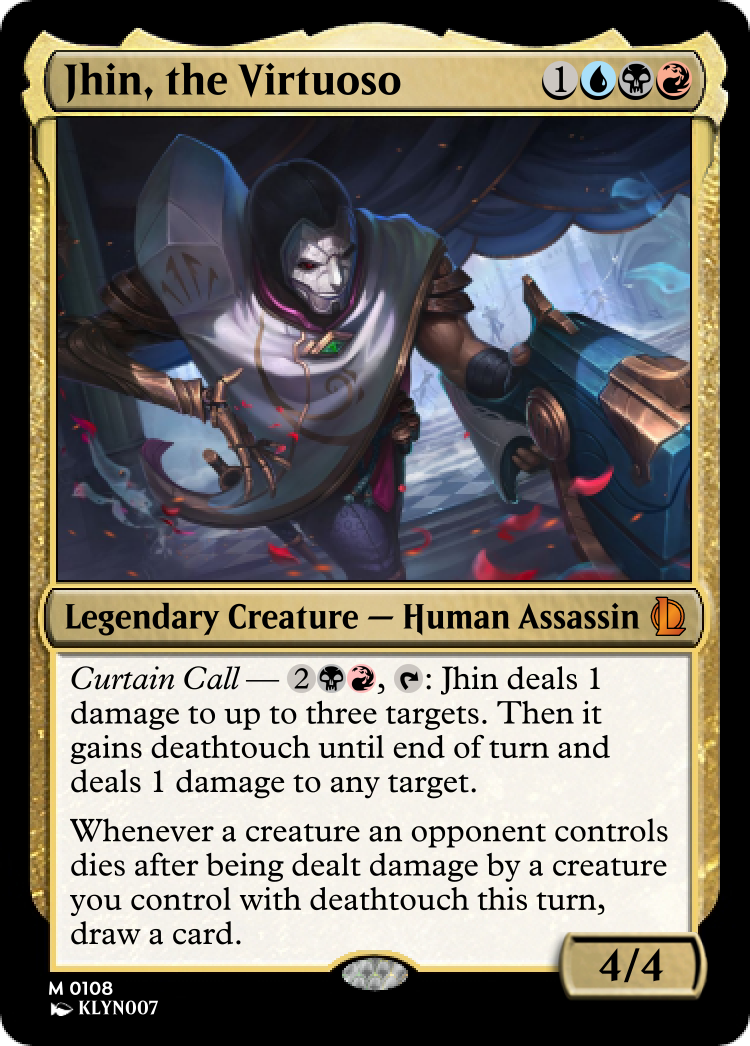 Jhin, the Virtuoso 1
Legendary Creature — Human Assassin
Curtain Call — 2, : Jhin deals 1
damage to up to three targets. Then it
gains deathtouch until end of turn and
deals 1 damage to any target.
Whenever a creature an opponent controls
dies after being dealt damage by a creature
you control with deathtouch this turn,
draw a card.
4/4
M 0108
KLYN007